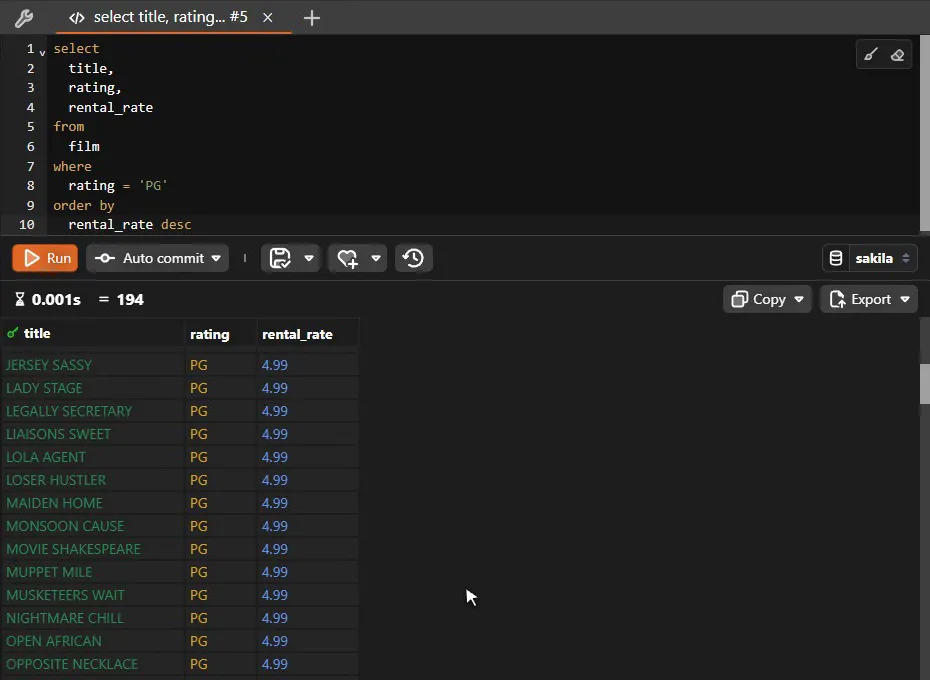 select title, rating... #5
1 select
2 title,
3 rating,
4 rental_rate
5 from
6 film
7 where
8 rating = 'PG'
9 order by
10 rental_rate desc
Run Auto commit sakila
0.001s = 194 Copy Export
title rating rental_rate
JERSEY SASSY PG 4.99
LADY STAGE PG 4.99
LEGALLY SECRETARY PG 4.99
LIAISONS SWEET PG 4.99
LOLA AGENT PG 4.99
LOSER HUSTLER PG 4.99
MAIDEN HOME PG 4.99
MONSOON CAUSE PG 4.99
MOVIE SHAKESPEARE PG 4.99
MUPPET MILE PG 4.99
MUSKETEERS WAIT PG 4.99
NIGHTMARE CHILL PG 4.99
OPEN AFRICAN PG 4.99
OPPOSITE NECKLACE PG 4.99